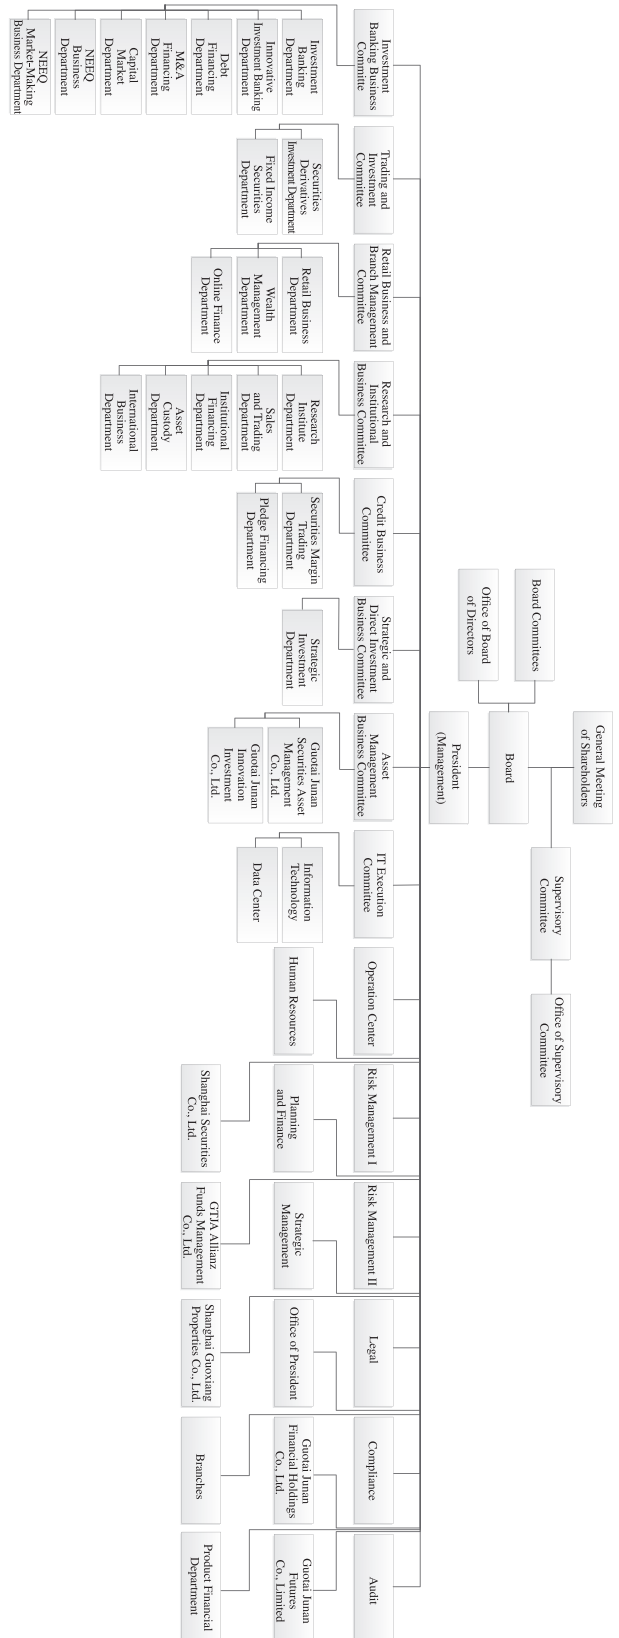 General Meeting
of Shareholders
Supervisory
Committee
Office of Supervisory
Committee
Board Committees
Office of Board
of Directors
Board
President
(Management)
Investment
Banking Business
Committe
Trading and
Investment
Committee
Retail Business and
Branch Management
Committee
Research and
Institutional
Business Committee
Credit Business
Committee
Strategic and
Direct Investment
Business Committee
Asset
Management
Business Committee
IT Execution
Committee
Operation Center
Risk Management I
Risk Management II
Legal
Compliance
Audit
Investment
Banking
Department
Innovative
Investment Banking
Department
Debt
Financing
Department
M&A
Financing
Department
Capital
Market
Department
NEEQ
Business
Department
NEEQ
Market-Making
Business Department
Securities
Derivatives
Investment Department
Fixed Income
Securities
Department
Retail Business
Department
Wealth
Management
Department
Online Finance
Department
Research
Institute
Department
Sales
and Trading
Department
Institutional
Financing
Department
Asset
Custody
Department
International
Business
Department
Securities Margin
Trading
Department
Pledge Financing
Department
Strategic
Investment
Department
Guotai Junan
Securities Asset
Management
Co., Ltd.
Guotai Junan
Innovation
Investment
Co., Ltd.
Information
Technology
Data Center
Human Resources
Planning
and Finance
Strategic
Management
Office of President
Guotai Junan
Financial Holdings
Co., Ltd.
Guotai Junan
Futures
Co., Limited
Shanghai Securities
Co., Ltd.
GTJA Allianz
Funds Management
Co., Ltd.
Shanghai Guoxiang
Properties Co., Ltd.
Branches
Product Financial
Department